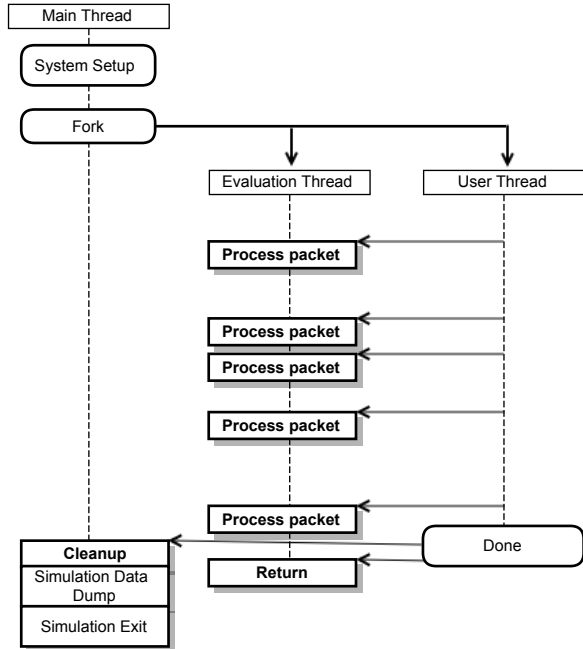 Main Thread
System Setup
Fork
Evaluation Thread
User Thread
Process packet
Process packet
Process packet
Process packet
Process packet
Done
Cleanup
Simulation Data
Dump
Simulation Exit
Return